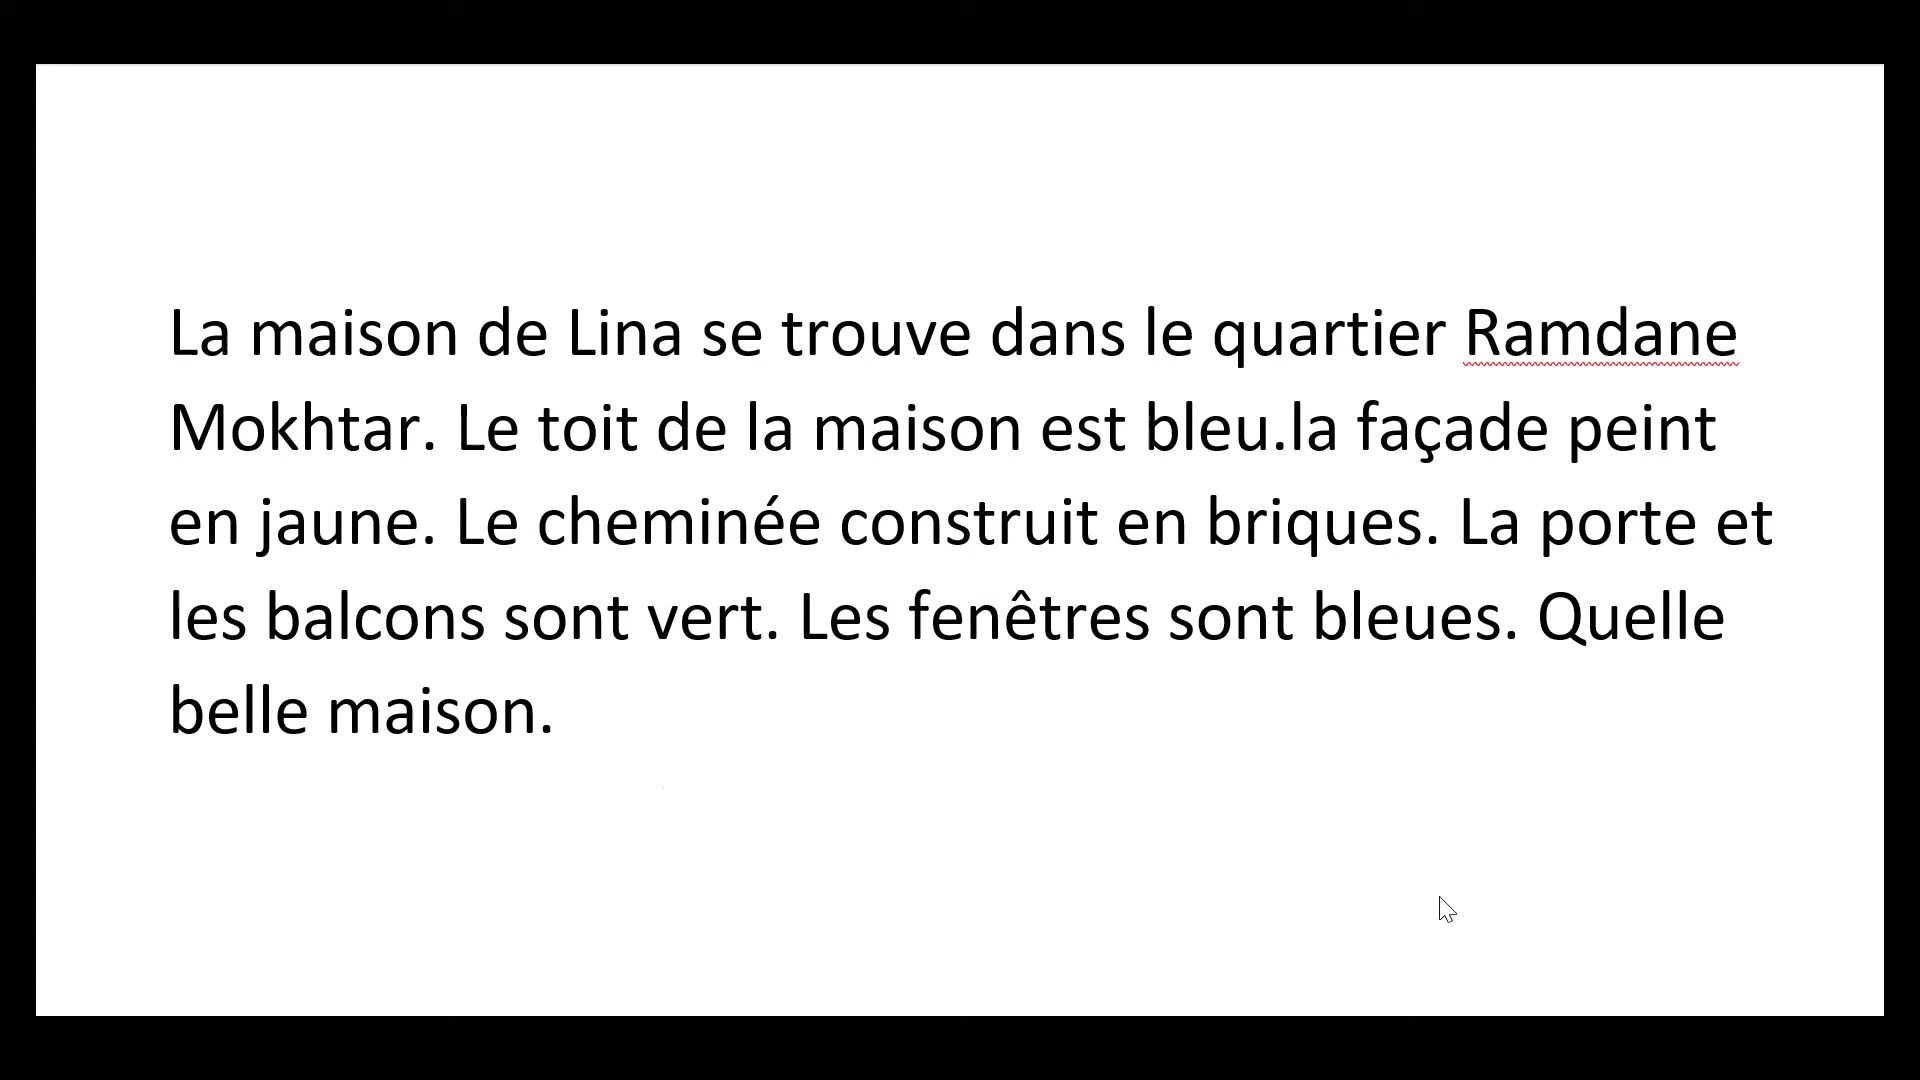 La maison de Lina se trouve dans le quartier Ramdane
Mokhtar. Le toit de la maison est bleu.la façade peint
en jaune. Le cheminée construit en briques. La porte et
les balcons sont vert. Les fenêtres sont bleues. Quelle
belle maison.